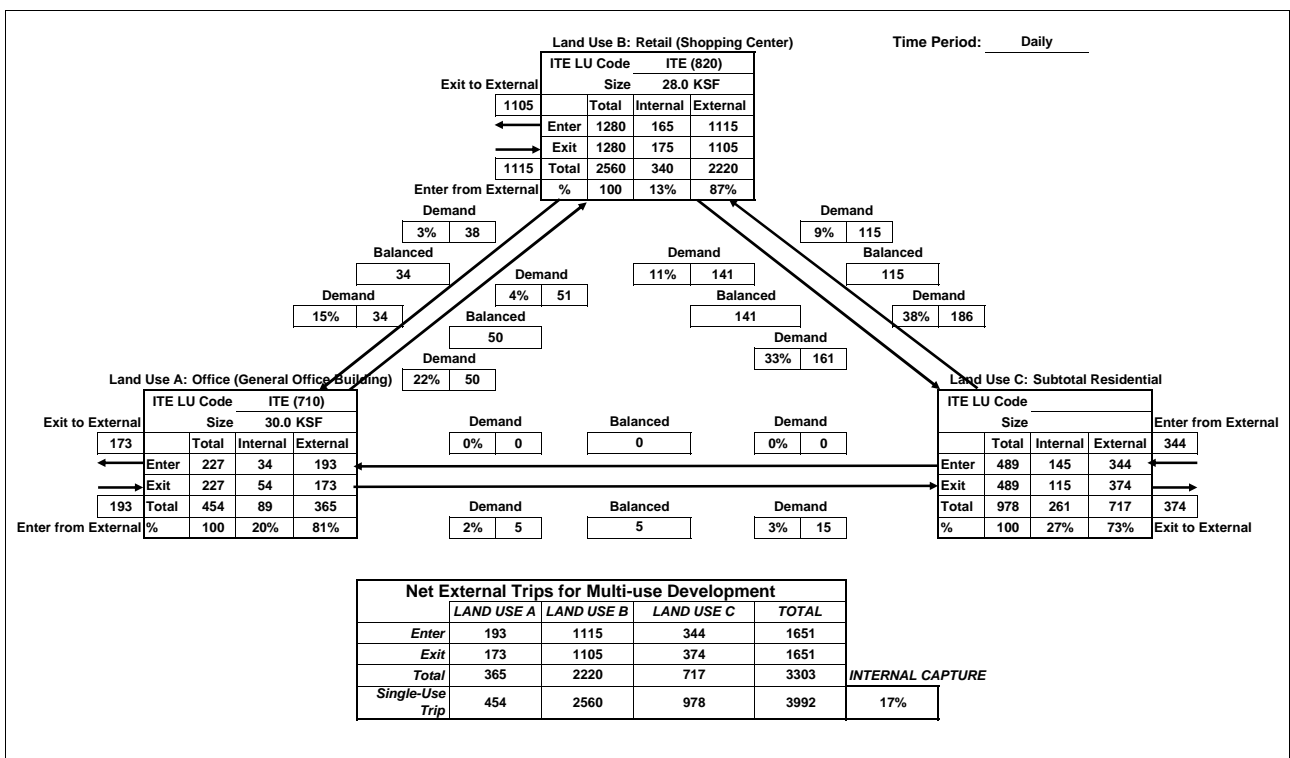 Land Use B: Retail (Shopping Center)
Time Period: Daily
ITE LU Code ITE (820)
Exit to External Size 28.0 KSF
1105 Total Internal External
Enter 1280 165 1115
Exit 1280 175 1105
1115 Total 2560 340 2220
Enter from External % 100 13% 87%
Demand Demand
3% 38 9% 115
Balanced Demand Balanced
34 Demand 11% 141 115
Demand 4% 51 Balanced Demand
15% 34 Balanced 141 38% 186
50 Demand
Demand 33% 161
Land Use A: Office (General Office Building) 22% 50 Land Use C: Subtotal Residential
ITE LU Code ITE (710) ITE LU Code
Exit to External Size 30.0 KSF Demand Balanced Demand Size Enter from External
173 Total Internal External 0% 0 0 0% 0 Total Internal External 344
Enter 227 34 193 Enter 489 145 344
Exit 227 54 173 Exit 489 115 374
193 Total 454 89 365 Demand Balanced Demand Total 978 261 717 374
Enter from External % 100 20% 81% 2% 5 5 3% 15 % 100 27% 73% Exit to External
Net External Trips for Multi-use Development
LAND USE A LAND USE B LAND USE C TOTAL
Enter 193 1115 344 1651
Exit 173 1105 374 1651
Total 365 2220 717 3303 INTERNAL CAPTURE
Single-Use
Trip 454 2560 978 3992 17%